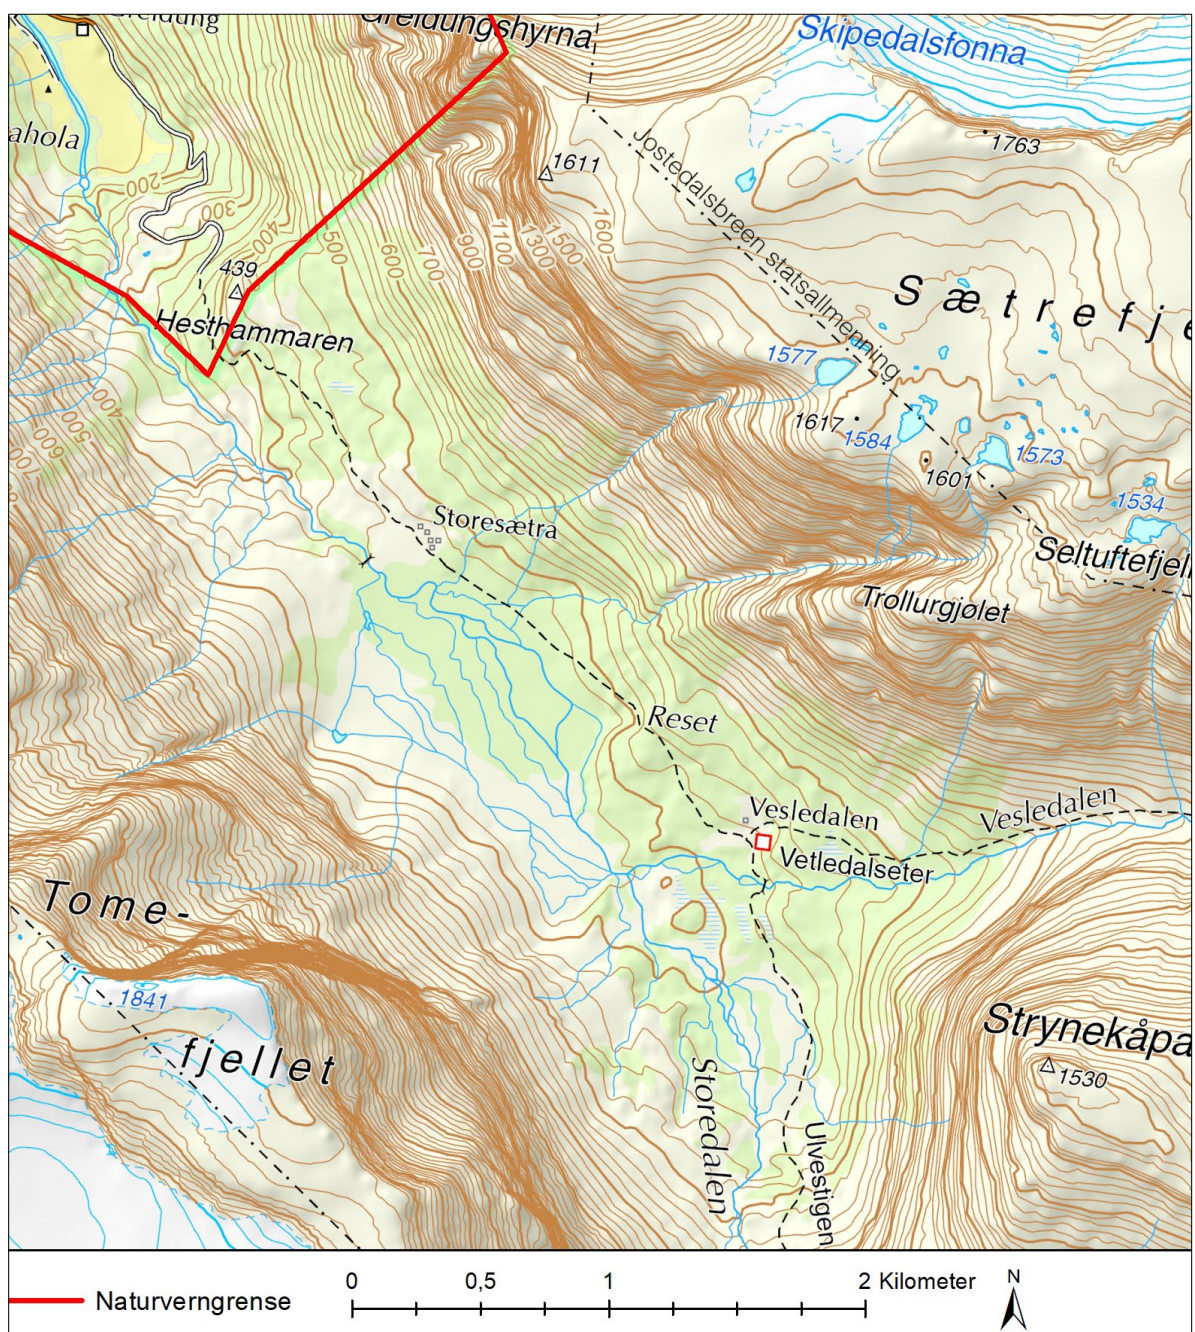 Greidung
Greidungshyrna
Skipedalsfonna
ahola
1763
1611
Jostedalsbreen statsallmenning
200
300
400
500
600
700
900
1100
1300
1500
1600
439
Hesthammaren
Sætrefje
1577
1617
1584
1573
1601
1534
400
500
600
700
Storesætra
Seltuftefjell
Trollurgjølet
Reset
Vesledalen
Vesledalen
Vetledalseter
Tome-
1841
fjellet
Strynekåpa
1530
Storedalen
Ulvestigen
Naturverngrense
0 0,5 1 2 Kilometer
N